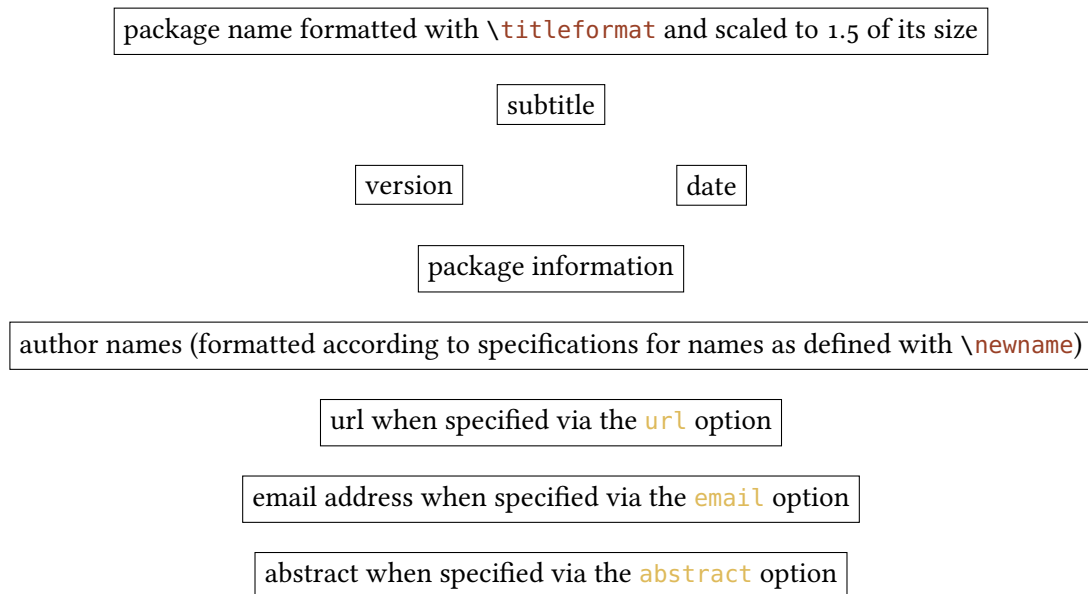 package name formatted with \titleformat and scaled to 1.5 of its size
subtitle
version date
package information
author names (formatted according to specifications for names as defined with \newname)
url when specified via the url option
email address when specified via the email option
abstract when specified via the abstract option